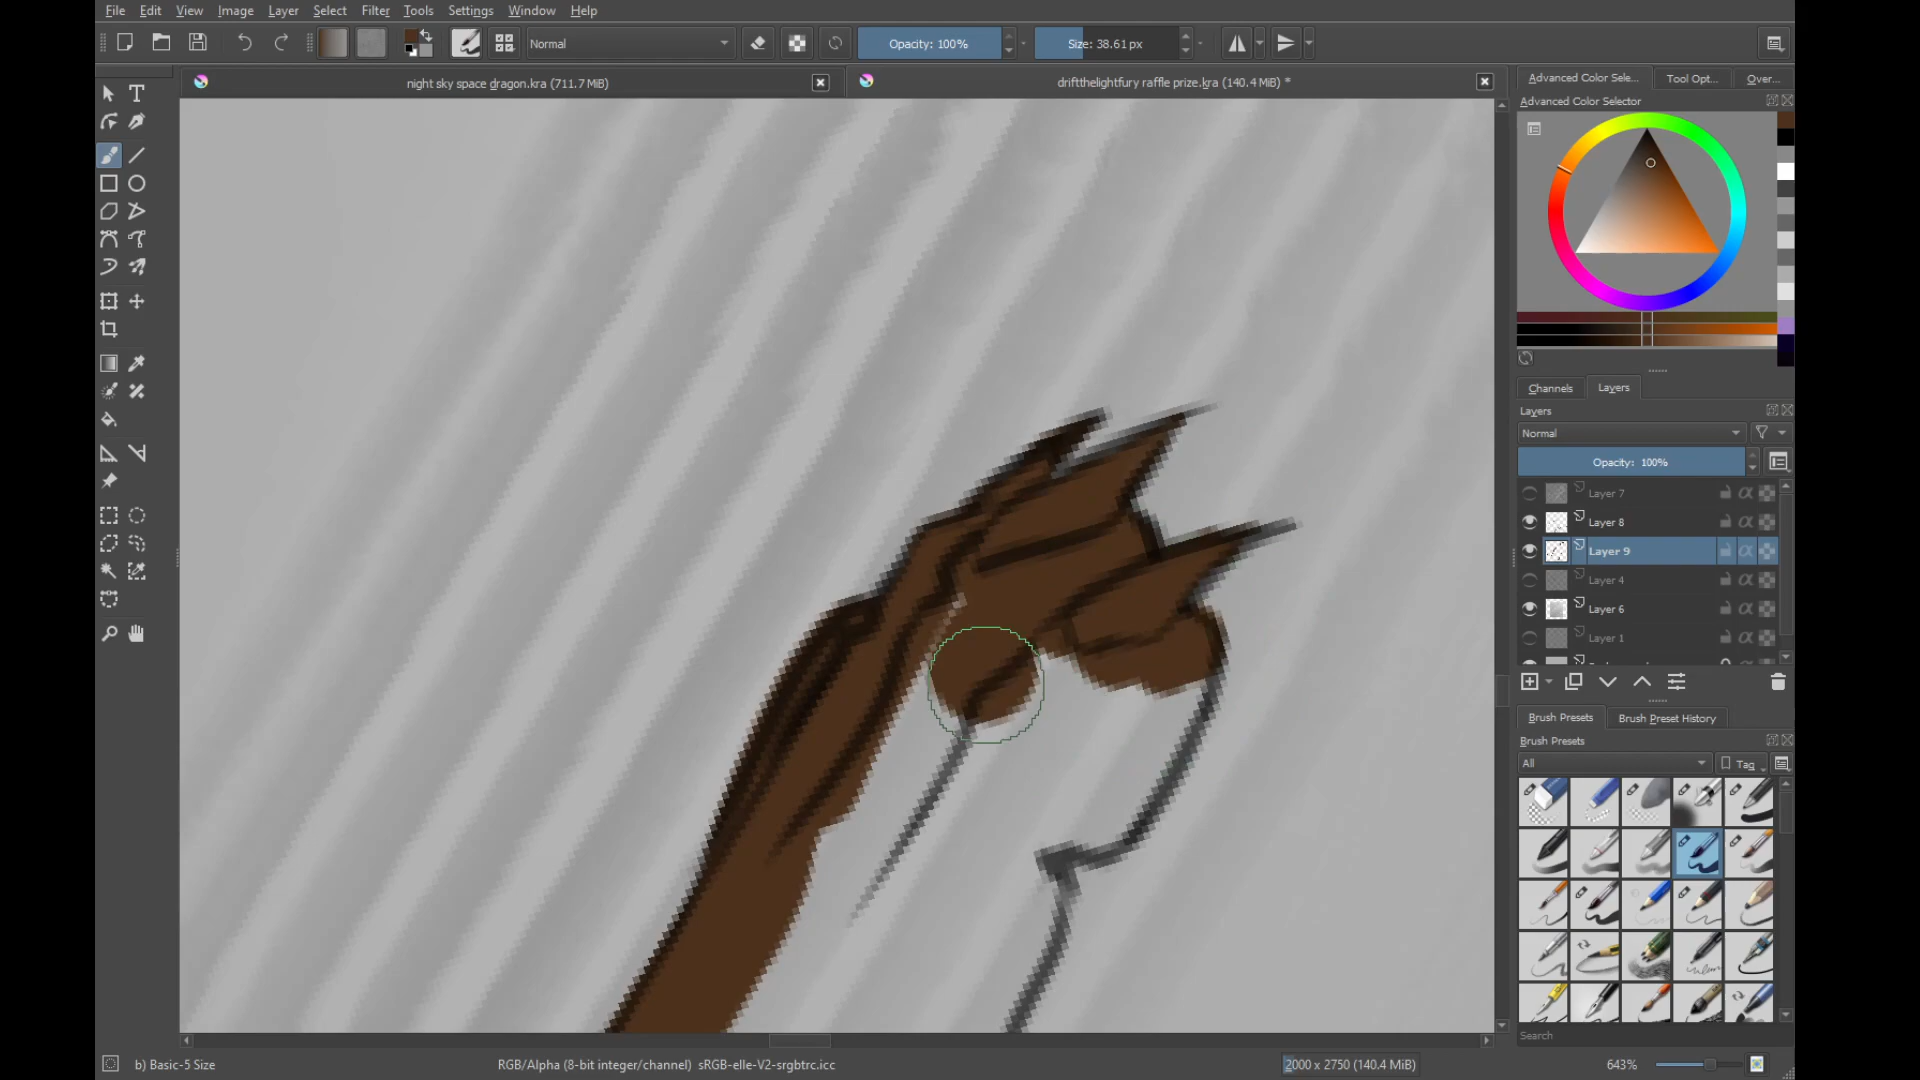 File Edit View Image Layer Select Filter Tools Settings Window Help
Normal
Opacity: 100%
Size: 38.61 px
night sky space dragon.kra (711.7 MiB)
driftthelightfury raffle prize.kra (140.4 MiB) *
Advanced Color Sele...
Tool Opt...
Over...
Advanced Color Selector
Channels
Layers
Layers
Normal
Opacity: 100%
Layer 7
Layer 8
Layer 9
Layer 4
Layer 6
Layer 1
Brush Presets
Brush Preset History
Brush Presets
All
Tag
Search
b) Basic-5 Size
RGB/Alpha (8-bit integer/channel) sRGB-elle-V2-srgbtrc.icc
2000 x 2750 (140.4 MiB)
643%